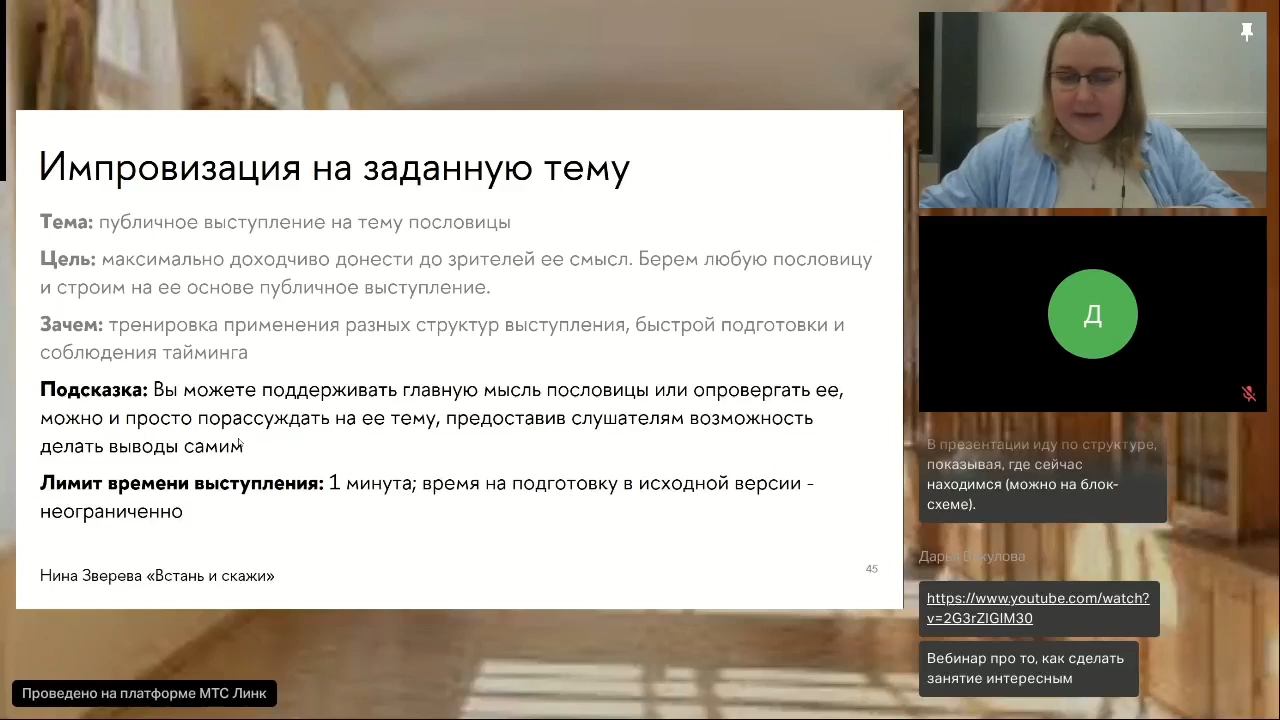 Импровизация на заданную тему
Тема: публичное выступление на тему пословицы
Цель: максимально доходчиво донести до зрителей ее смысл. Берем любую пословицу
и строим на ее основе публичное выступление.
Зачем: тренировка применения разных структур выступления, быстрой подготовки и
соблюдения тайминга
Подсказка: Вы можете поддерживать главную мысль пословицы или опровергать ее,
можно и просто порассуждать на ее тему, предоставив слушателям возможность
делать выводы самим
Лимит времени выступления: 1 минута; время на подготовку в исходной версии -
неограниченно
Нина Зверева «Встань и скажи»
45
Д
В презентации иду по структуре,
показывая, где сейчас
находимся (можно на блок-
схеме).
https://www.youtube.com/watch?
v=2G3rZIGlM30
Вебинар про то, как сделать
занятие интересным
Проведено на платформе МТС Линк